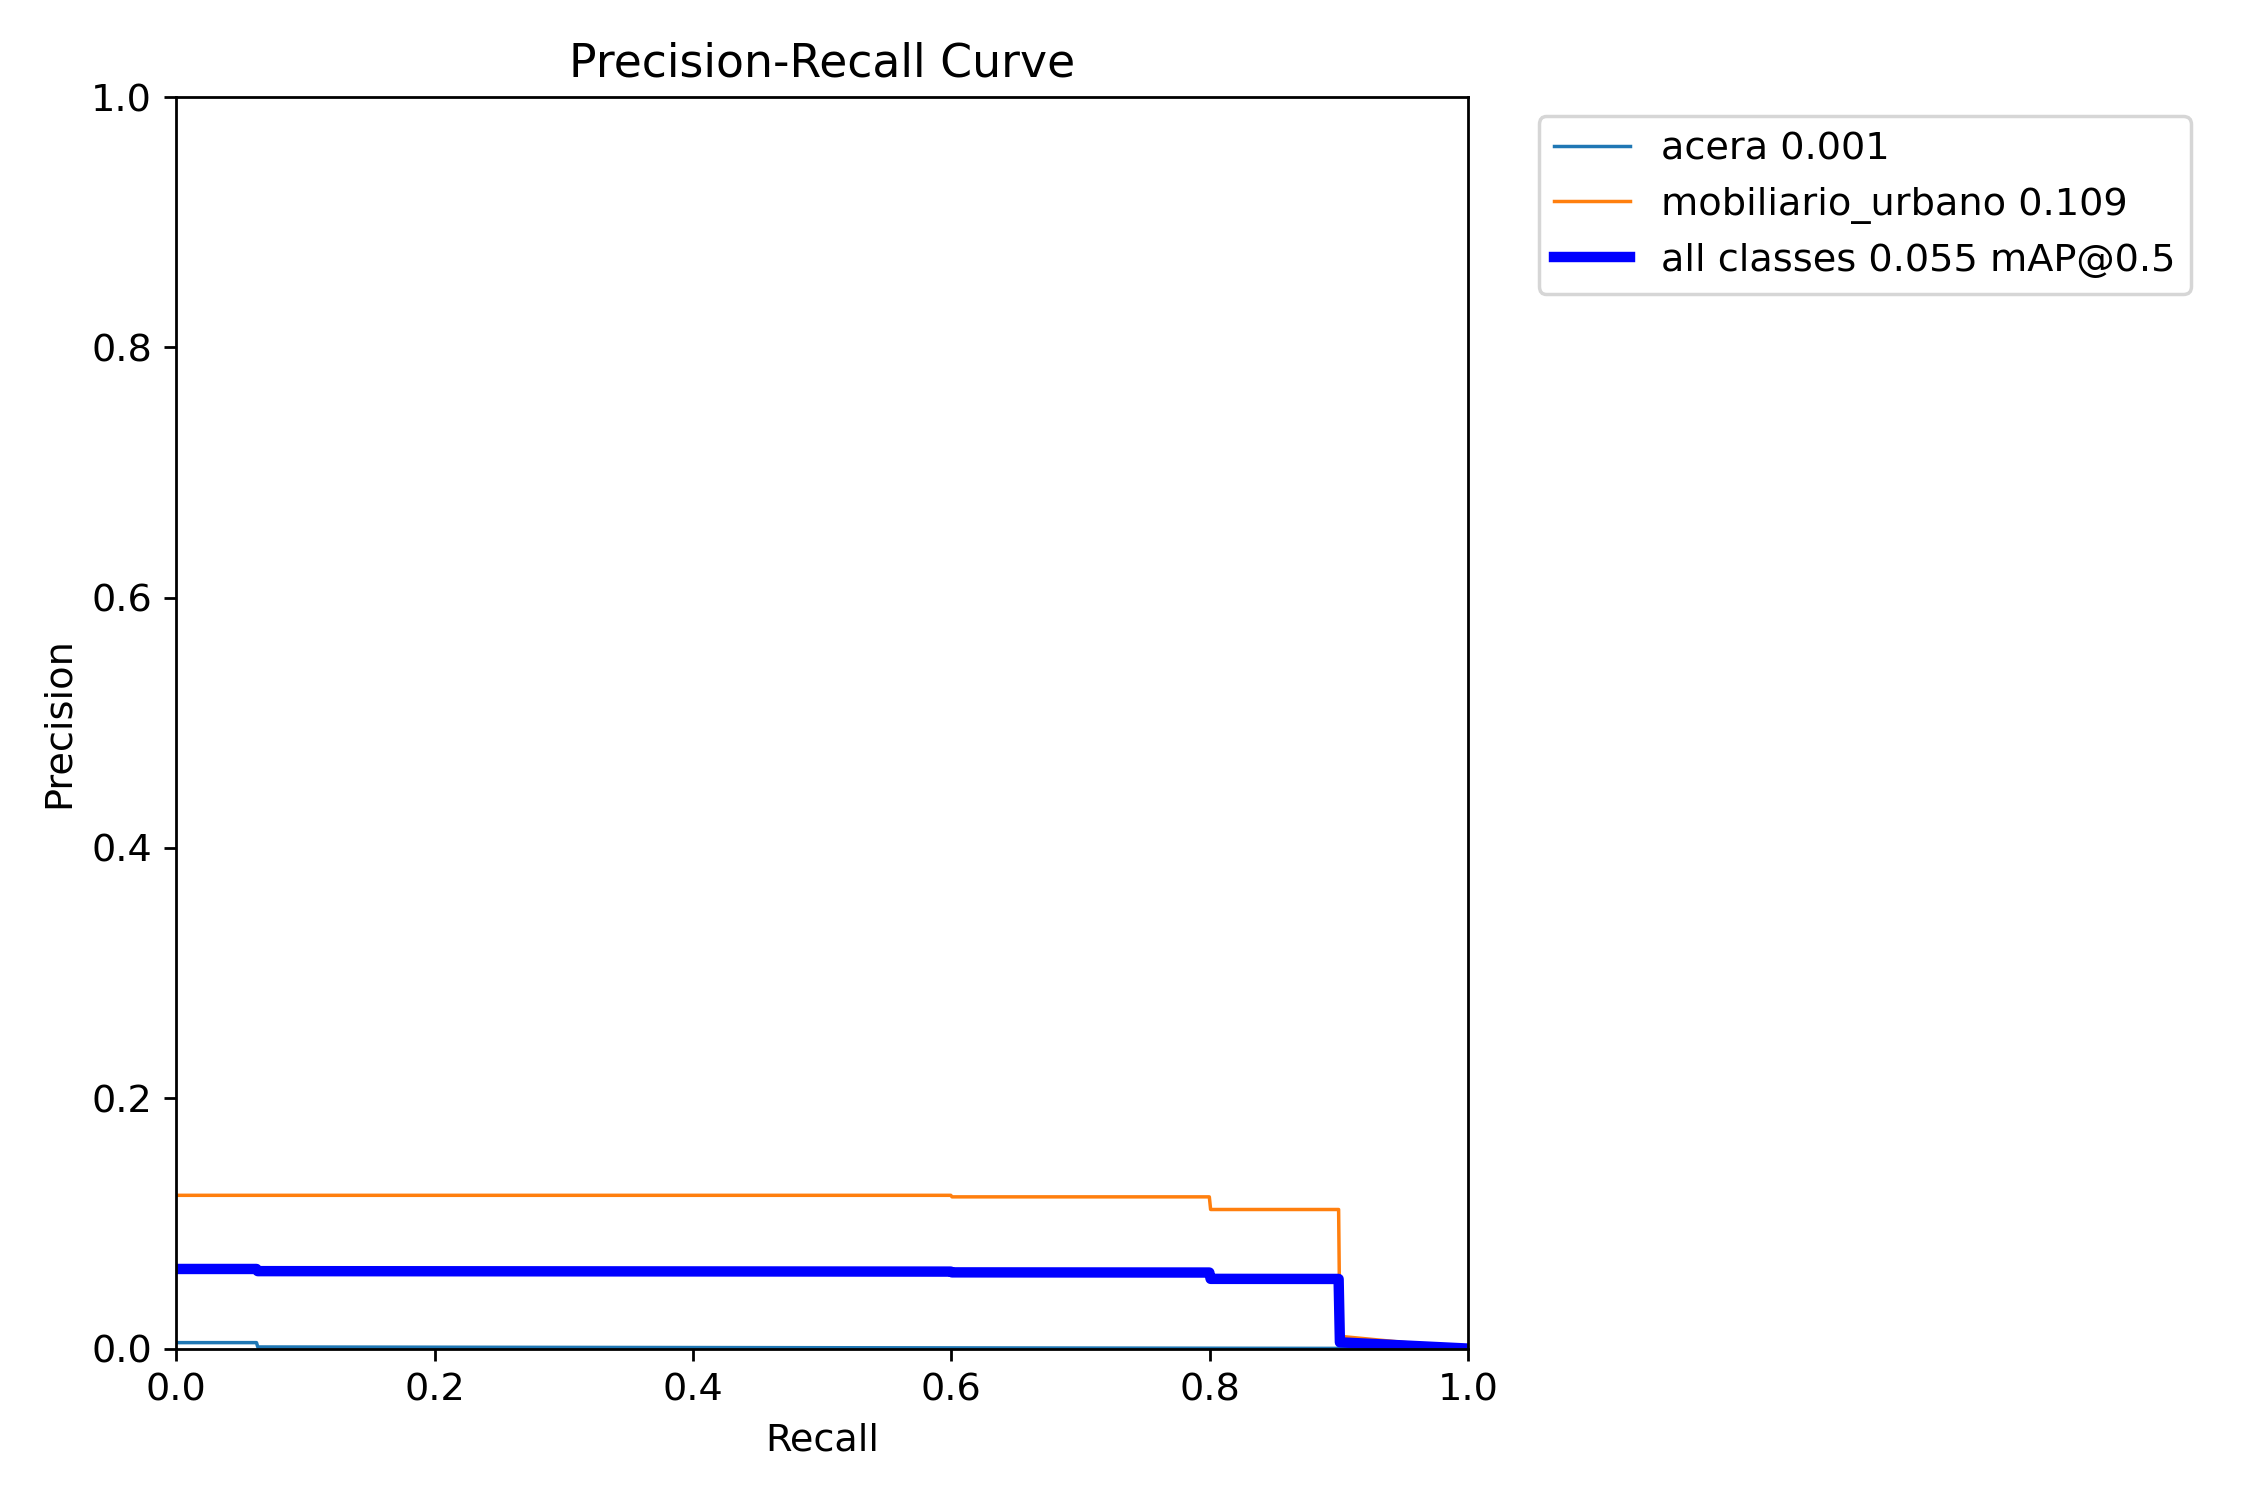 Precision-Recall Curve
1.0
0.8
0.6
0.4
0.2
0.0
Precision
0.0 0.2 0.4 0.6 0.8 1.0
Recall
acera 0.001
mobiliario_urbano 0.109
all classes 0.055 mAP@0.5